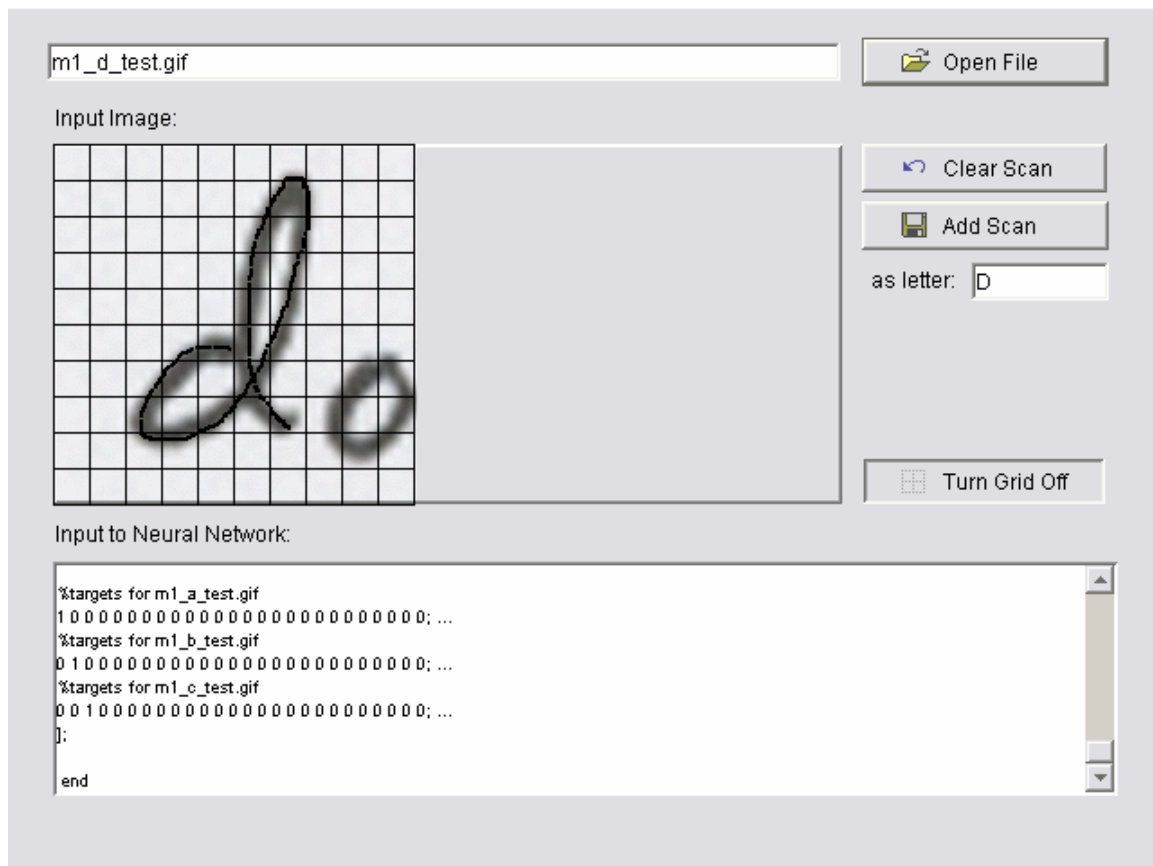 m1_d_test.gif
Open File
Input Image:
d o
Clear Scan
Add Scan
as letter: D
Turn Grid Off
Input to Neural Network:
%targets for m1_a_test.gif
1 0 0 0 0 0 0 0 0 0 0 0 0 0 0 0 0 0 0 0 0 0 0 0 0 0; ...
%targets for m1_b_test.gif
0 1 0 0 0 0 0 0 0 0 0 0 0 0 0 0 0 0 0 0 0 0 0 0 0 0; ...
%targets for m1_c_test.gif
0 0 1 0 0 0 0 0 0 0 0 0 0 0 0 0 0 0 0 0 0 0 0 0 0 0; ...
];
end